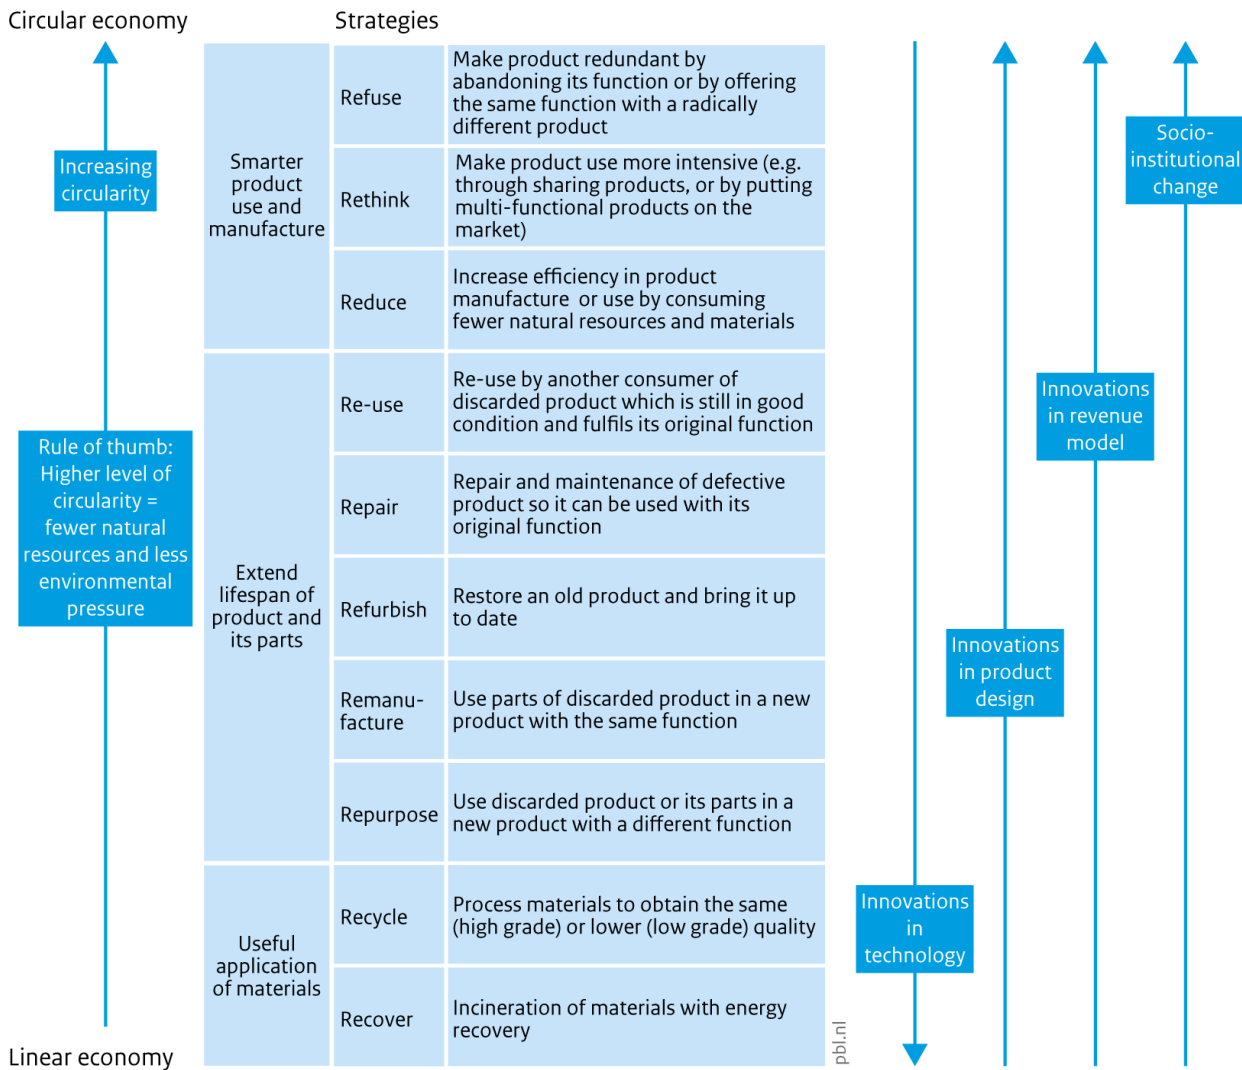 Circular economy
Strategies
Increasing
circularity
Rule of thumb:
Higher level of
circularity =
fewer natural
resources and less
environmental
pressure
Linear economy
Smarter
product
use and
manufacture
Refuse
Make product redundant by
abandoning its function or by offering
the same function with a radically
different product
Rethink
Make product use more intensive (e.g.
through sharing products, or by putting
multi-functional products on the
market)
Reduce
Increase efficiency in product
manufacture or use by consuming
fewer natural resources and materials
Extend
lifespan of
product and
its parts
Re-use
Re-use by another consumer of
discarded product which is still in good
condition and fulfils its original function
Repair
Repair and maintenance of defective
product so it can be used with its
original function
Refurbish
Restore an old product and bring it up
to date
Remanu-
facture
Use parts of discarded product in a new
product with the same function
Repurpose
Use discarded product or its parts in a
new product with a different function
Useful
application
of materials
Recycle
Process materials to obtain the same
(high grade) or lower (low grade) quality
Recover
Incineration of materials with energy
recovery
pbl.nl
Innovations
in
technology
Innovations
in product
design
Innovations
in revenue
model
Socio-
institutional
change